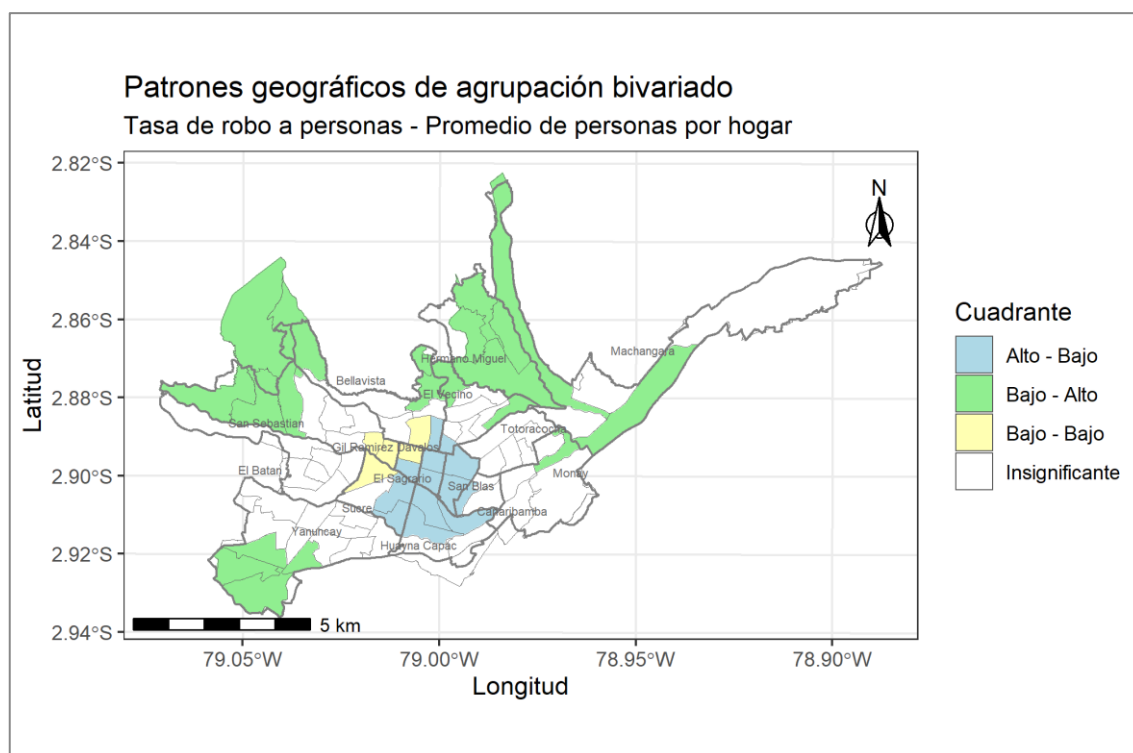 Patrones geográficos de agrupación bivariado
Tasa de robo a personas - Promedio de personas por hogar
2.82°S
2.84°S
2.86°S
2.88°S
2.90°S
2.92°S
2.94°S
Latitud
N
Machangara
Hermano Miguel
Bellavista
El Vecino
San Sebastian
Totoracocha
Gil Ramirez Davalos
El Batan
Monay
El Sagrario
San Blas
Sucre
Cañaribamba
Yanuncay
Huayna Capac
5 km
79.05°W
79.00°W
78.95°W
78.90°W
Longitud
Cuadrante
Alto - Bajo
Bajo - Alto
Bajo - Bajo
Insignificante